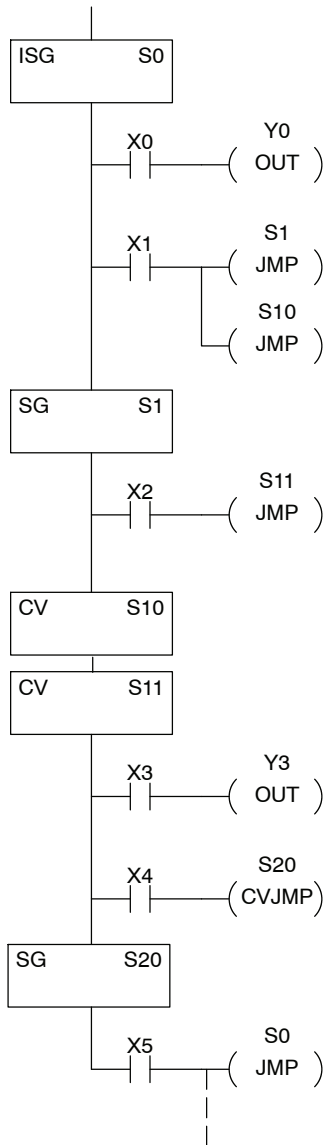 ISG S0
X0
Y0
OUT
X1
S1
JMP
S10
JMP
SG S1
X2
S11
JMP
CV S10
CV S11
X3
Y3
OUT
X4
S20
CVJMP
SG S20
X5
S0
JMP